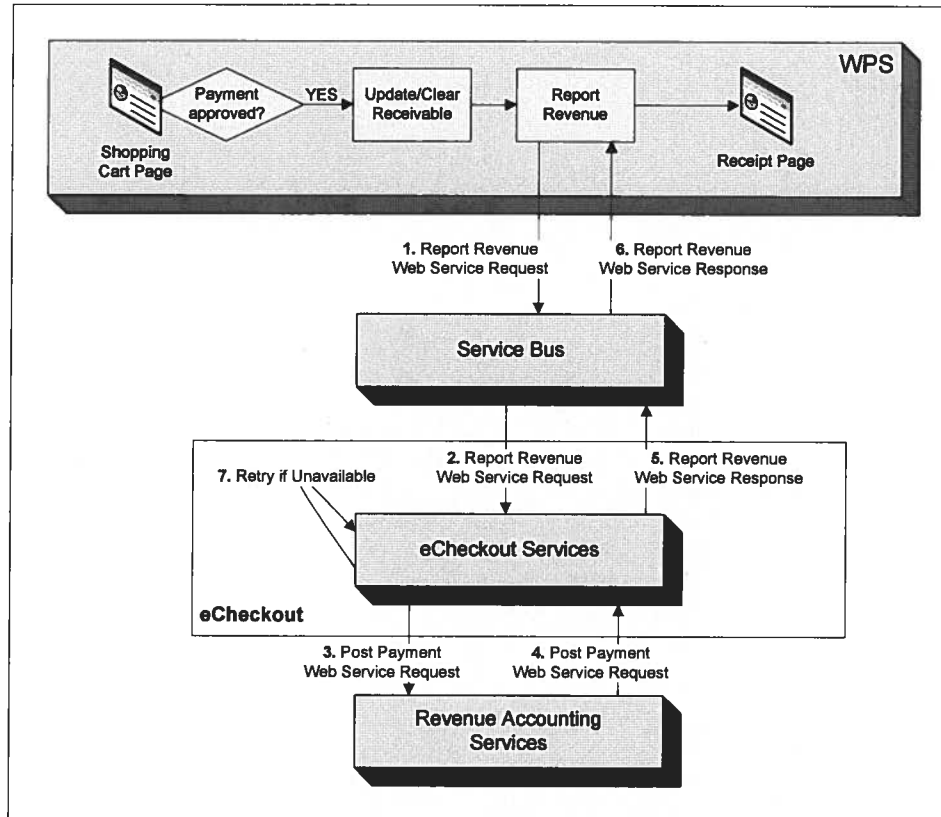 WPS
Payment
approved?
YES
Update/Clear
Receivable
Report
Revenue
Shopping
Cart Page
Receipt Page
1. Report Revenue
Web Service Request
6. Report Revenue
Web Service Response
Service Bus
2. Report Revenue
Web Service Request
5. Report Revenue
Web Service Response
7. Retry if Unavailable
eCheckout Services
eCheckout
3. Post Payment
Web Service Request
4. Post Payment
Web Service Request
Revenue Accounting
Services